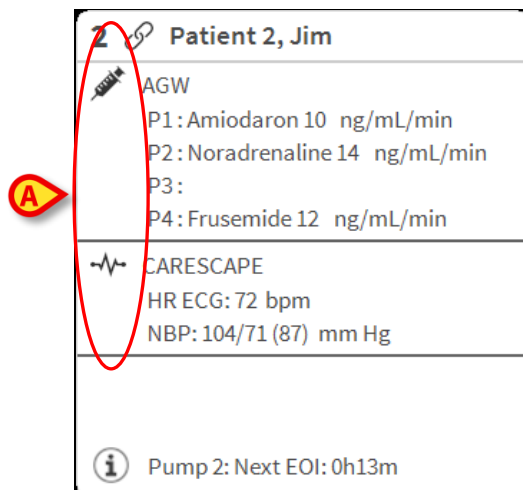 2 Patient 2, Jim
AGW
P1: Amiodaron 10 ng/mL/min
P2: Noradrenaline 14 ng/mL/min
P3:
P4: Frusemide 12 ng/mL/min
A
CARESCAPE
HR ECG: 72 bpm
NBP: 104/71 (87) mm Hg
i Pump 2: Next EOI: 0h13m